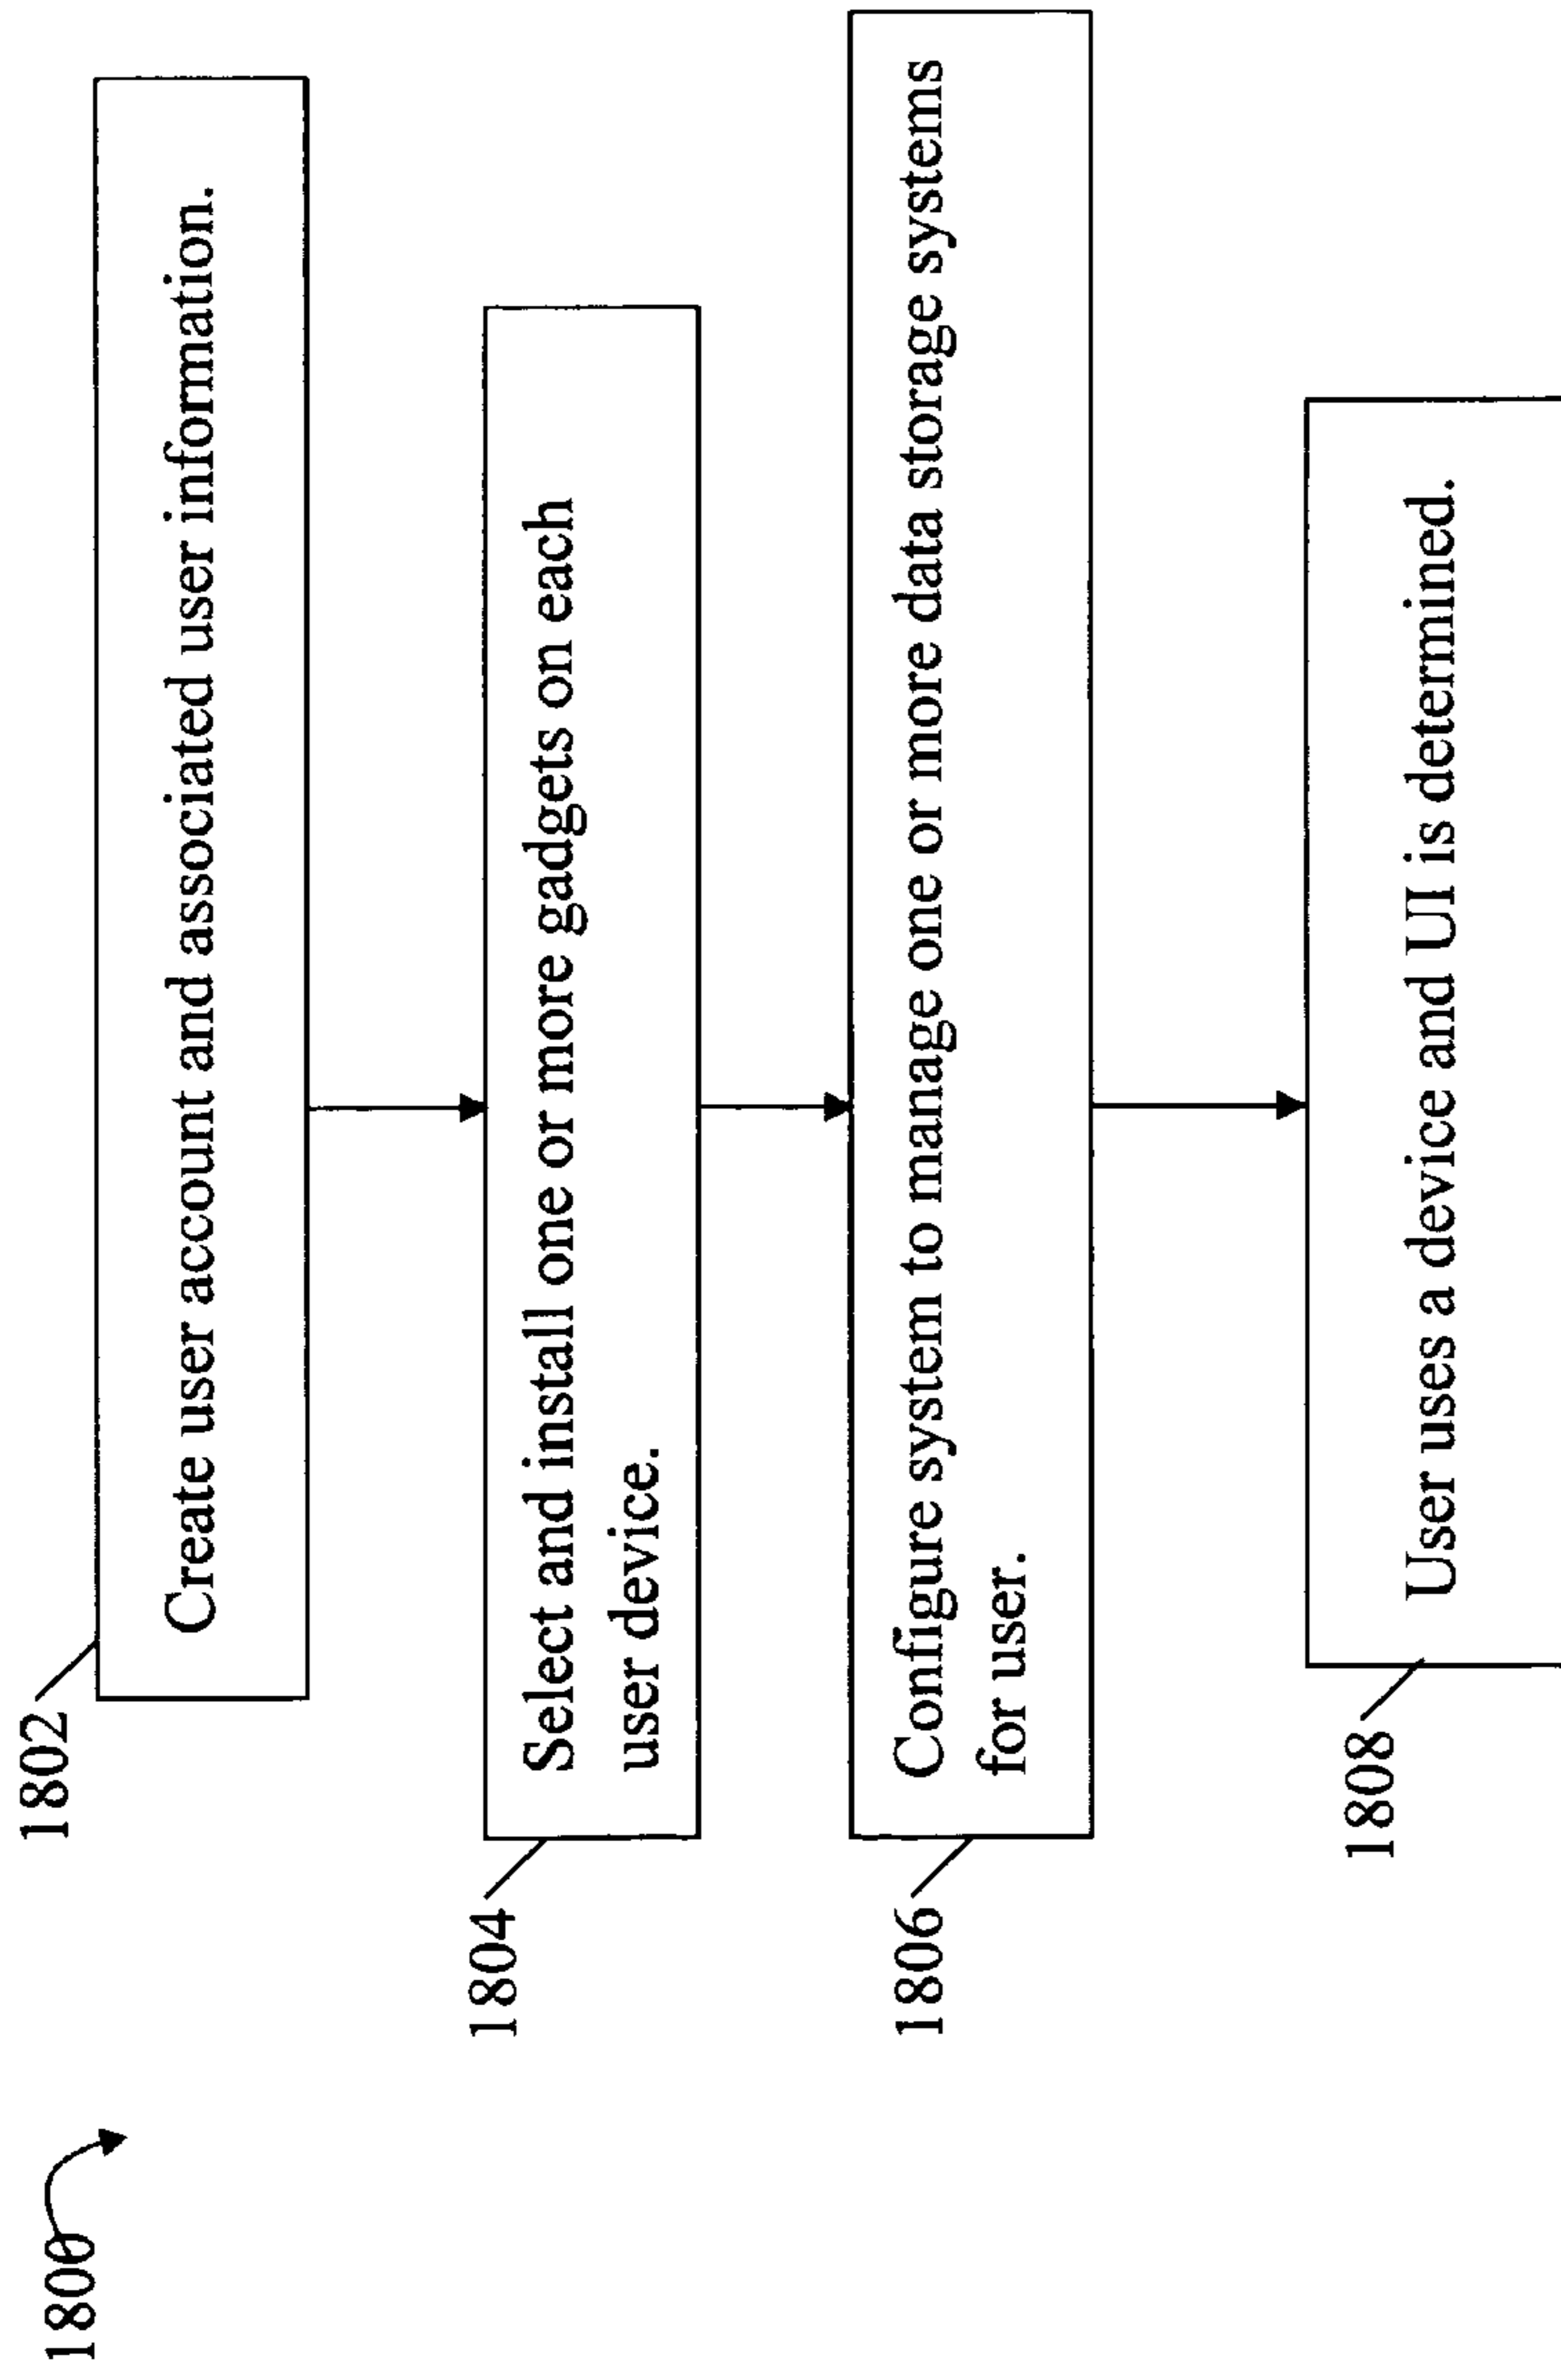 1800
1802
Create user account and associated user information.
1804
Select and install one or more gadgets on each
user device.
1806
Configure system to manage one or more data storage systems
for user.
1808
User uses a device and UI is determined.